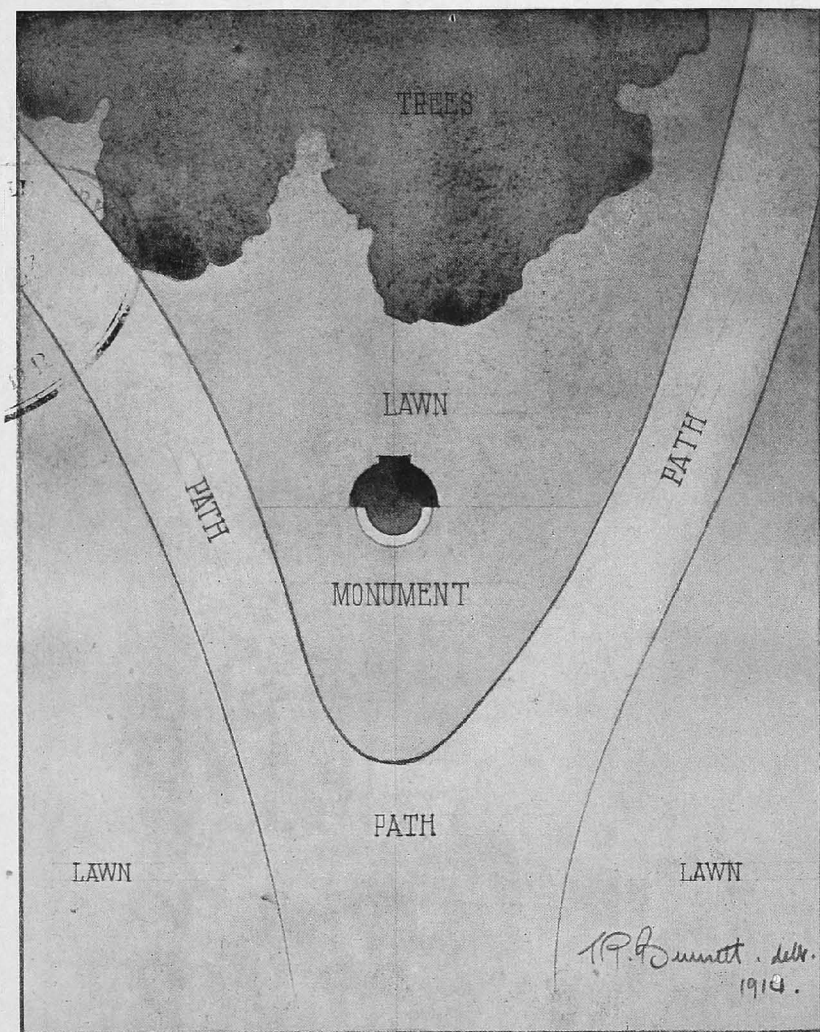 TREES
LAWN
PATH
PATH
MONUMENT
PATH
LAWN
LAWN
T.P. Bennett . delt.
1914.